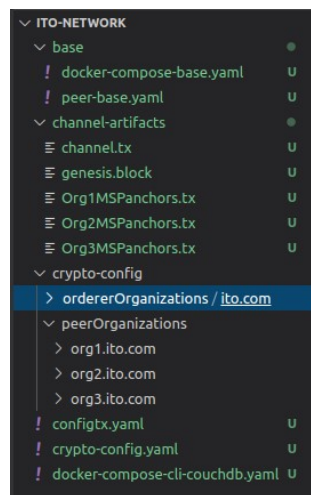 ITO-NETWORK
base
! docker-compose-base.yaml U
! peer-base.yaml U
channel-artifacts
channel.tx U
genesis.block U
Org1MSPanchors.tx U
Org2MSPanchors.tx U
Org3MSPanchors.tx U
crypto-config
ordererOrganizations / ito.com
peerOrganizations
org1.ito.com
org2.ito.com
org3.ito.com
! configtx.yaml U
! crypto-config.yaml U
! docker-compose-cli-couchdb.yaml U